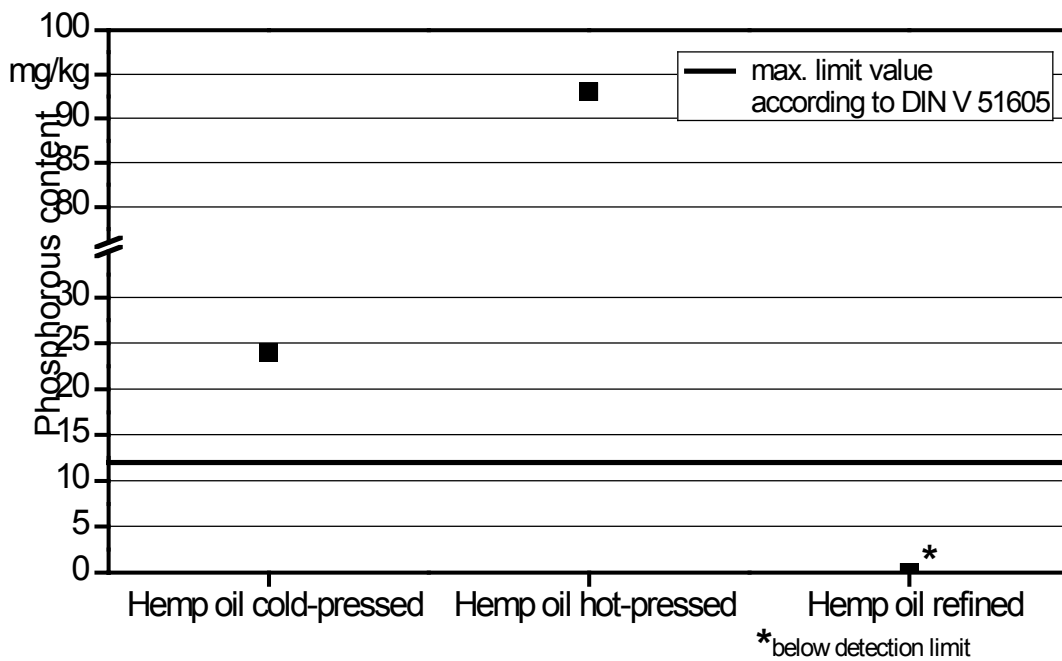 100
mg/kg
90
85
80
30
25
20
15
10
5
0
Phosphorous content
max. limit value
according to DIN V 51605
*
Hemp oil cold-pressed
Hemp oil hot-pressed
Hemp oil refined
*below detection limit